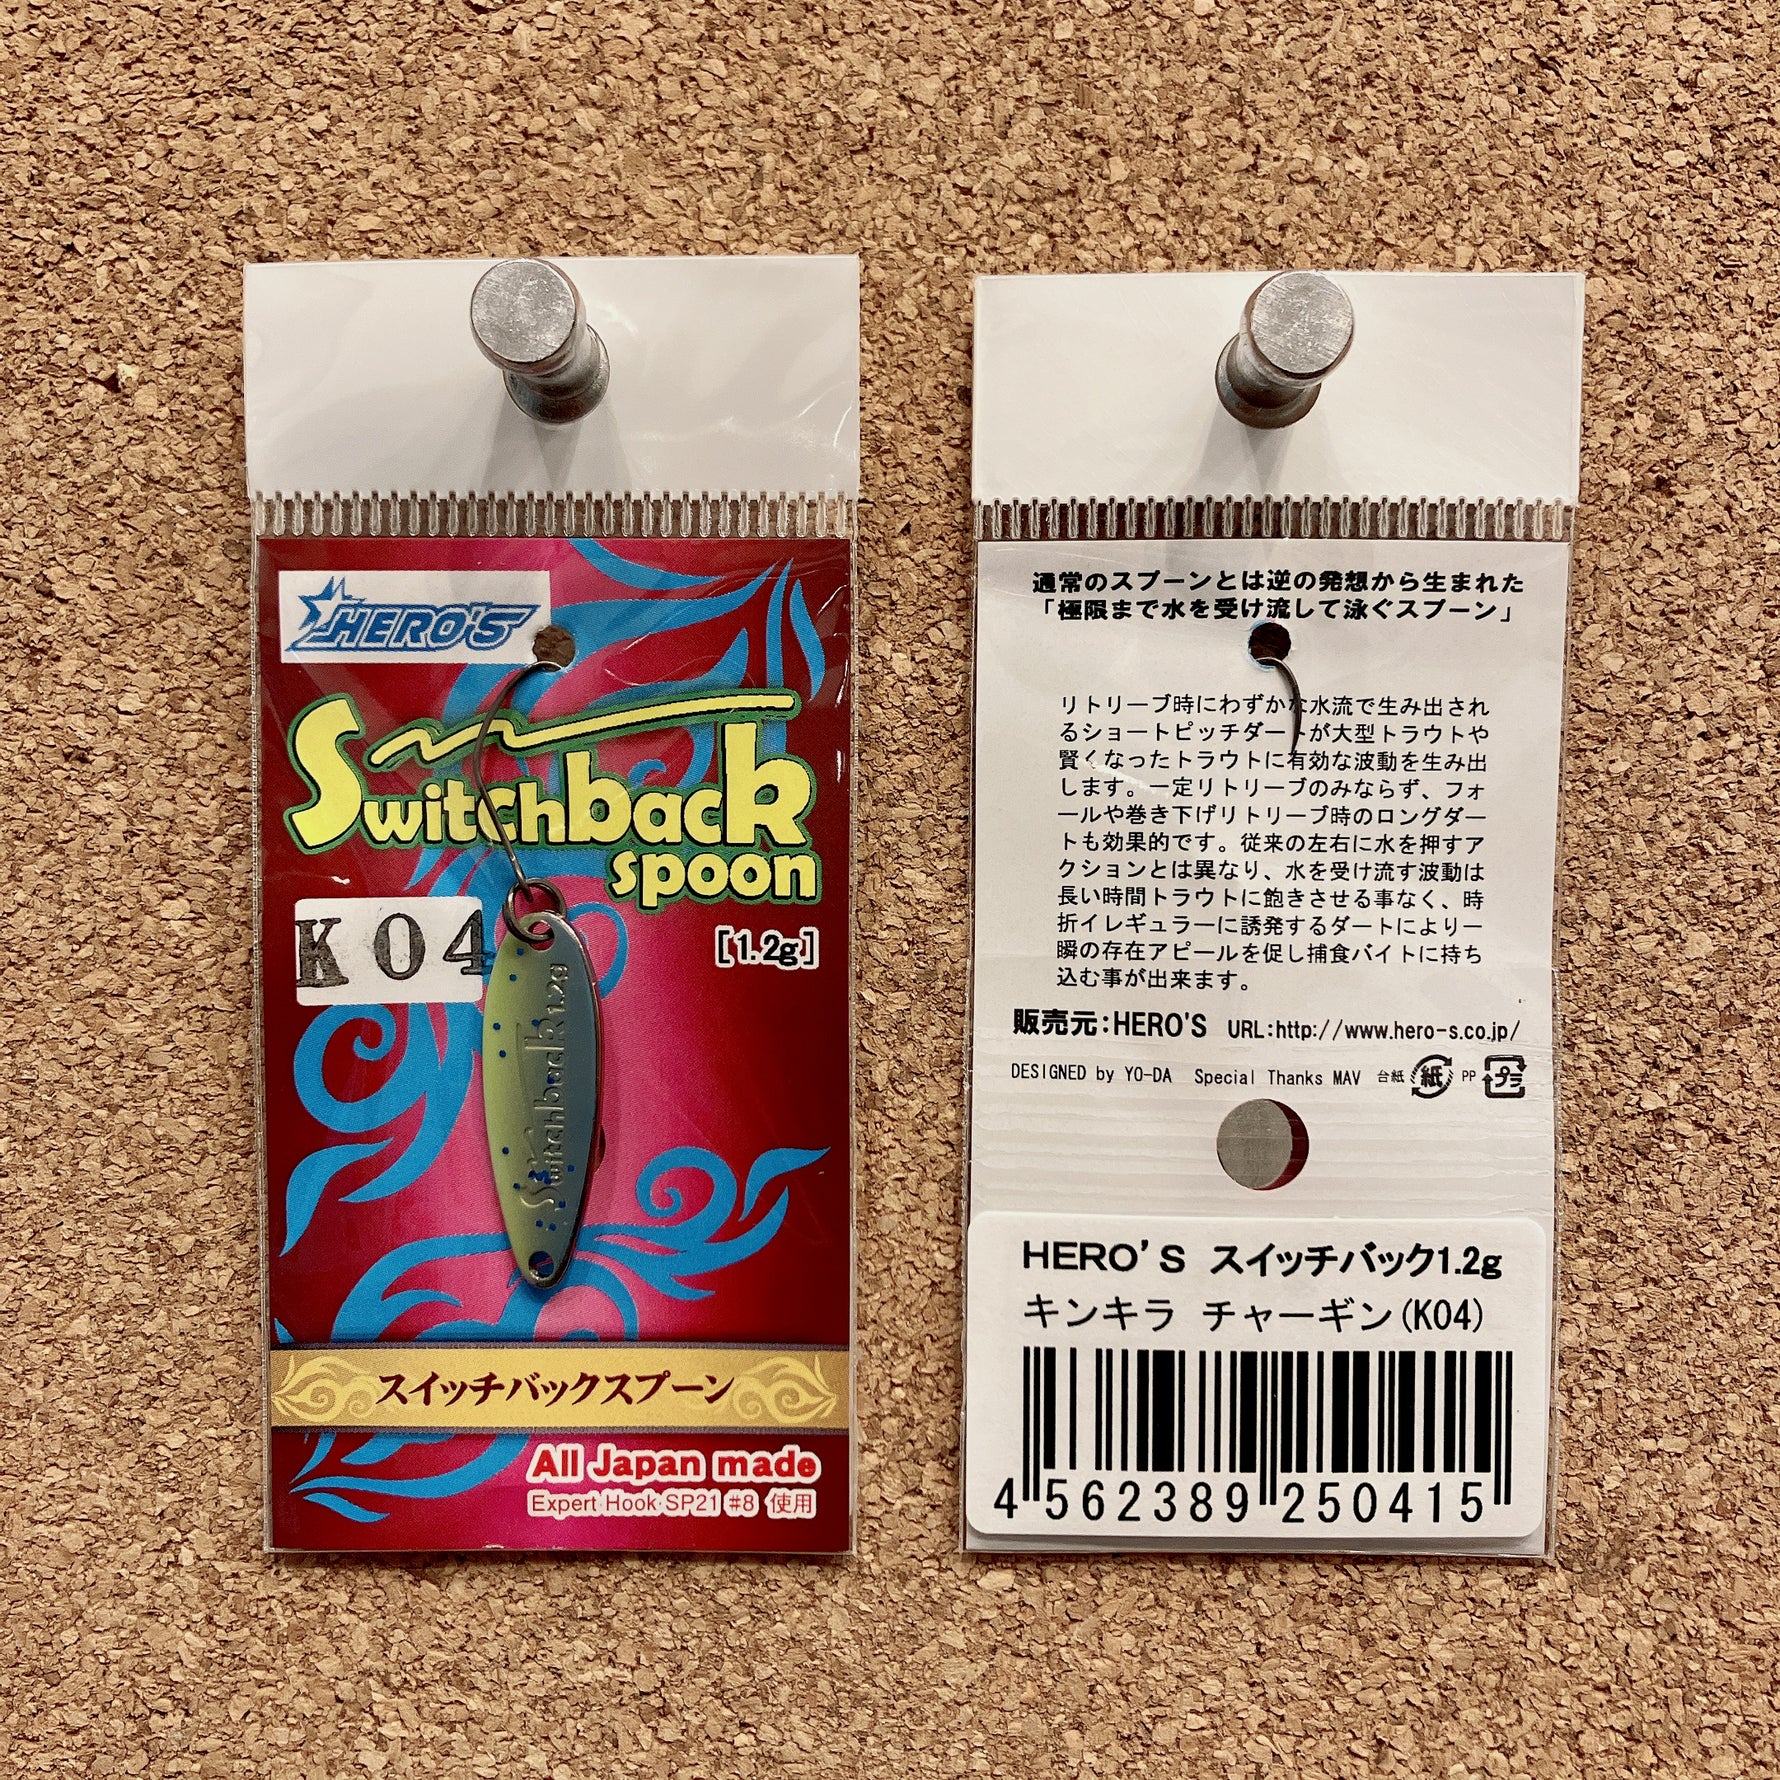 HERO'S
Switchback
spoon
K04
[1.2g]
Switchback 1.2g
スイッチバックスプーン
All Japan made
Expert Hook SP21 #8 使用
通常のスプーンとは逆の発想から生まれた
「極限まで水を受け流して泳ぐスプーン」
リトリーブ時にわずかな水流で生み出され
るショートピッチダートが大型トラウトや
賢くなったトラウトに有効な波動を生み出
します。一定リトリーブのみならず、フォ
ールや巻き下げリトリーブ時のロングダー
トも効果的です。従来の左右に水を押すア
クションとは異なり、水を受け流す波動は
長い時間トラウトに飽きさせる事なく、時
折イレギュラーに誘発するダートにより一
瞬の存在アピールを促し捕食バイトに持ち
込む事が出来ます。
販売元：HERO'S URL:http://www.hero-s.co.jp/
DESIGNED by YO-DA Special Thanks MAV 台紙 紙 PP プラ
HERO'S スイッチバック1.2g
キンキラ チャーギン(K04)
4 562389 250415